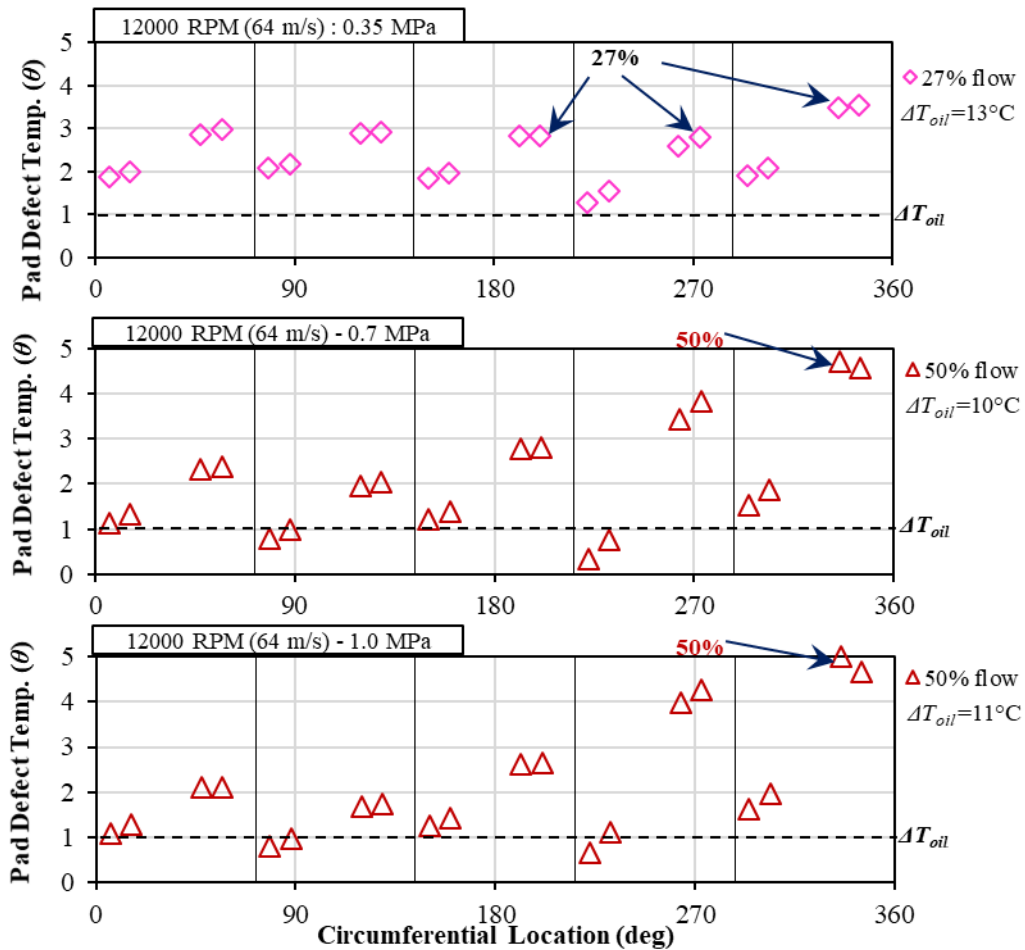 12000 RPM (64 m/s) : 0.35 MPa
Pad Defect Temp. (θ)
5
4
3
2
1
0
27%
27% flow
ΔToil=13°C
ΔToil
0 90 180 270 360
12000 RPM (64 m/s) - 0.7 MPa
Pad Defect Temp. (θ)
5
4
3
2
1
0
50%
50% flow
ΔToil=10°C
ΔToil
0 90 180 270 360
12000 RPM (64 m/s) - 1.0 MPa
Pad Defect Temp. (θ)
5
4
3
2
1
0
50%
50% flow
ΔToil=11°C
ΔToil
0 90 180 270 360
Circumferential Location (deg)